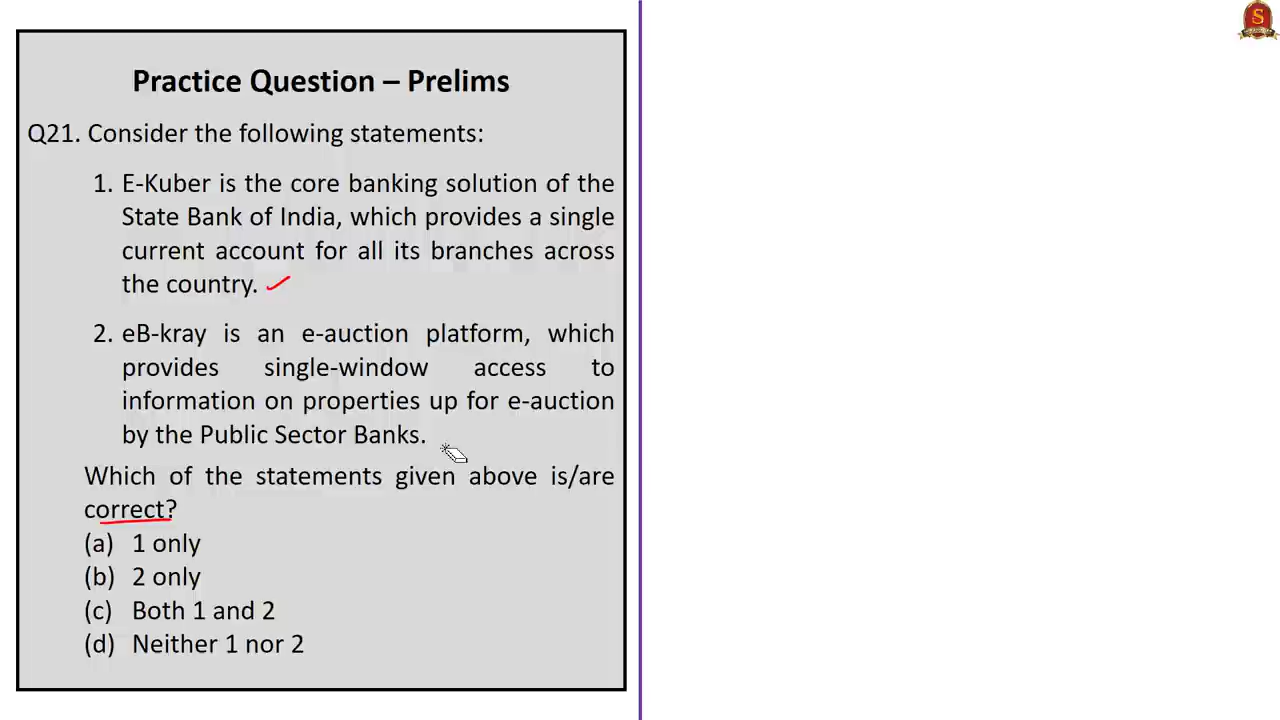 S
Practice Question – Prelims
Q21. Consider the following statements:
1. E-Kuber is the core banking solution of the
State Bank of India, which provides a single
current account for all its branches across
the country.
2. eB-kray is an e-auction platform, which
provides single-window access to
information on properties up for e-auction
by the Public Sector Banks.
Which of the statements given above is/are
correct?
(a) 1 only
(b) 2 only
(c) Both 1 and 2
(d) Neither 1 nor 2